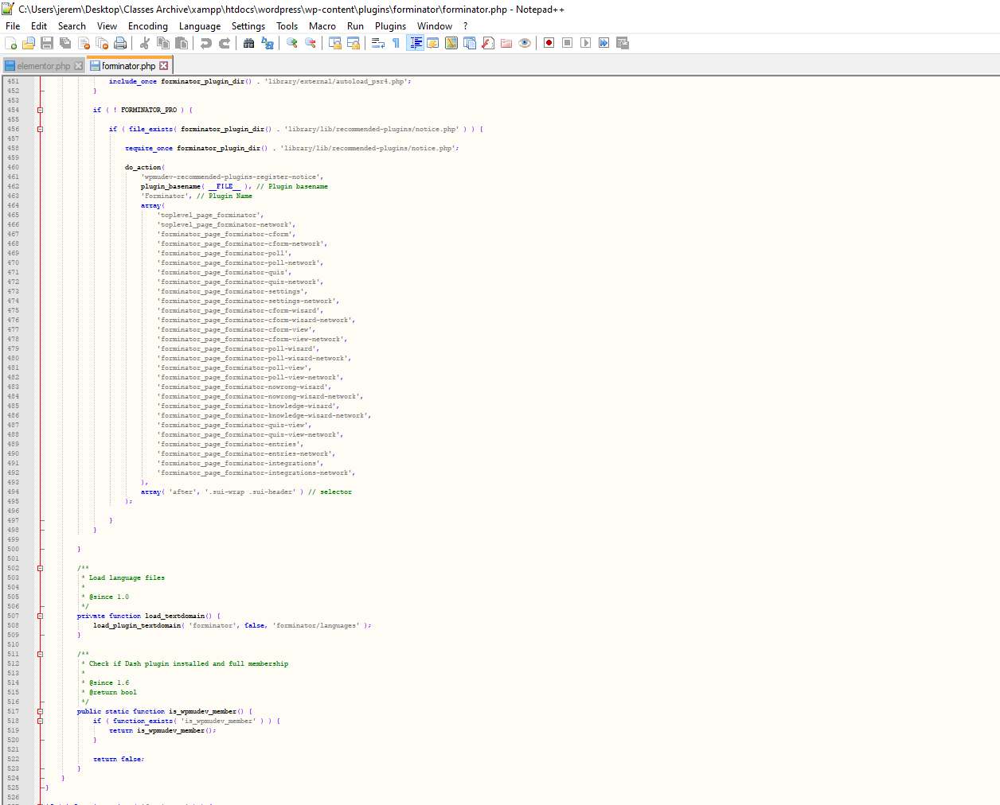 C:\Users\jerem\Desktop\Classes Archive\xampp\htdocs\wordpress\wp-content\plugins\forminator\forminator.php - Notepad++
File Edit Search View Encoding Language Settings Tools Macro Run Plugins Window ?
elementor.php forminator.php
451 include_once forminator_plugin_dir() . 'library/external/autoload_psr4.php';
452 }
453
454 if ( ! FORMINATOR_PRO ) {
455
456 if ( file_exists( forminator_plugin_dir() . 'library/lib/recommended-plugins/notice.php' ) ) {
457
458 require_once forminator_plugin_dir() . 'library/lib/recommended-plugins/notice.php';
459
460 do_action(
461 'wpmudev-recommended-plugins-register-notice',
462 plugin_basename( __FILE__ ), // Plugin basename
463 'Forminator', // Plugin Name
464 array(
465 'toplevel_page_forminator',
466 'toplevel_page_forminator-network',
467 'forminator_page_forminator-cform',
468 'forminator_page_forminator-cform-network',
469 'forminator_page_forminator-poll',
470 'forminator_page_forminator-poll-network',
471 'forminator_page_forminator-quiz',
472 'forminator_page_forminator-quiz-network',
473 'forminator_page_forminator-settings',
474 'forminator_page_forminator-settings-network',
475 'forminator_page_forminator-cform-wizard',
476 'forminator_page_forminator-cform-wizard-network',
477 'forminator_page_forminator-cform-view',
478 'forminator_page_forminator-cform-view-network',
479 'forminator_page_forminator-poll-wizard',
480 'forminator_page_forminator-poll-wizard-network',
481 'forminator_page_forminator-poll-view',
482 'forminator_page_forminator-poll-view-network',
483 'forminator_page_forminator-nowrong-wizard',
484 'forminator_page_forminator-nowrong-wizard-network',
485 'forminator_page_forminator-knowledge-wizard',
486 'forminator_page_forminator-knowledge-wizard-network',
487 'forminator_page_forminator-quiz-view',
488 'forminator_page_forminator-quiz-view-network',
489 'forminator_page_forminator-entries',
490 'forminator_page_forminator-entries-network',
491 'forminator_page_forminator-integrations',
492 'forminator_page_forminator-integrations-network',
493 ),
494 array( 'after', '.sui-wrap .sui-header' ) // selector
495 );
496
497 }
498 }
499
500 }
501
502 /**
503 * Load language files
504 *
505 * @since 1.0
506 */
507 private function load_textdomain() {
508 load_plugin_textdomain( 'forminator', false, 'forminator/languages' );
509 }
510
511 /**
512 * Check if Dash plugin installed and full membership
513 *
514 * @since 1.6
515 * @return bool
516 */
517 public static function is_wpmudev_member() {
518 if ( function_exists( 'is_wpmudev_member' ) ) {
519 return is_wpmudev_member();
520 }
521
522 return false;
523 }
524 }
525 }
526